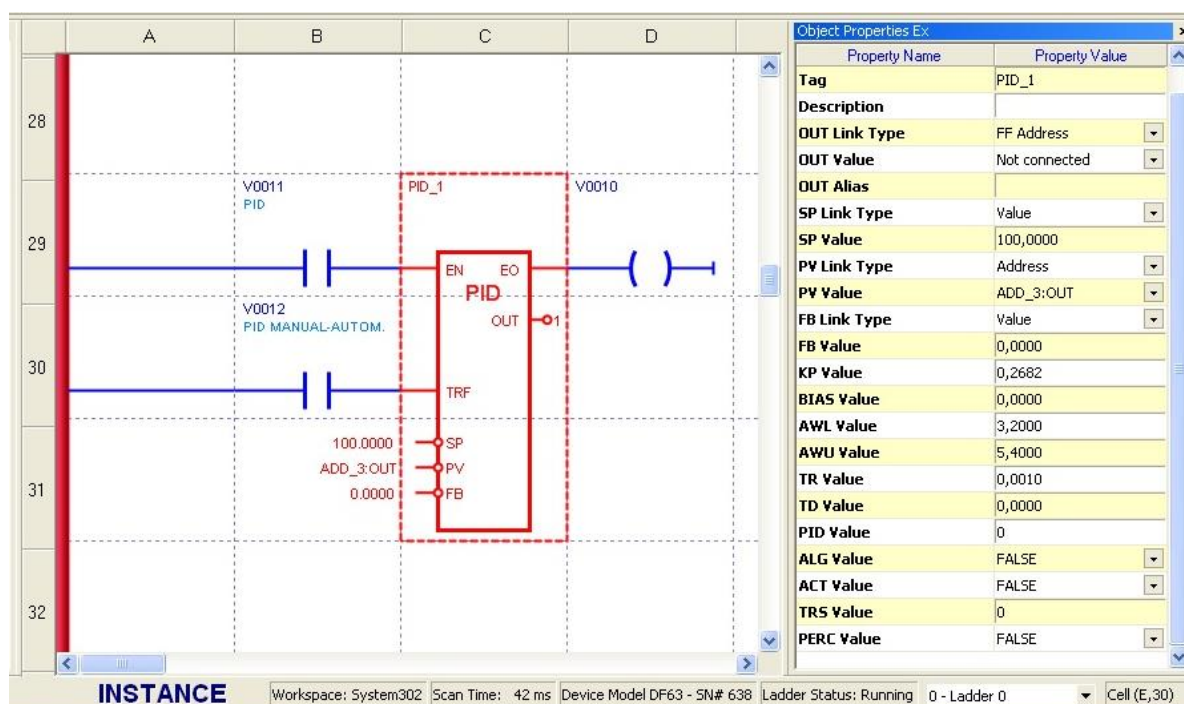 A B C D
28
29
30
31
32
V0011
PID
PID_1
V0010
EN EO
PID
OUT 1
V0012
PID MANUAL-AUTOM.
TRF
100.0000 SP
ADD_3:OUT PV
0.0000 FB
Object Properties Ex
Property Name Property Value
Tag PID_1
Description
OUT Link Type FF Address
OUT Value Not connected
OUT Alias
SP Link Type Value
SP Value 100,0000
PV Link Type Address
PV Value ADD_3:OUT
FB Link Type Value
FB Value 0,0000
KP Value 0,2682
BIAS Value 0,0000
AWL Value 3,2000
AWU Value 5,4000
TR Value 0,0010
TD Value 0,0000
PID Value 0
ALG Value FALSE
ACT Value FALSE
TRS Value 0
PERC Value FALSE
INSTANCE Workspace: System302 Scan Time: 42 ms Device Model DF63 - SN# 638 Ladder Status: Running 0 - Ladder 0 Cell (E,30)